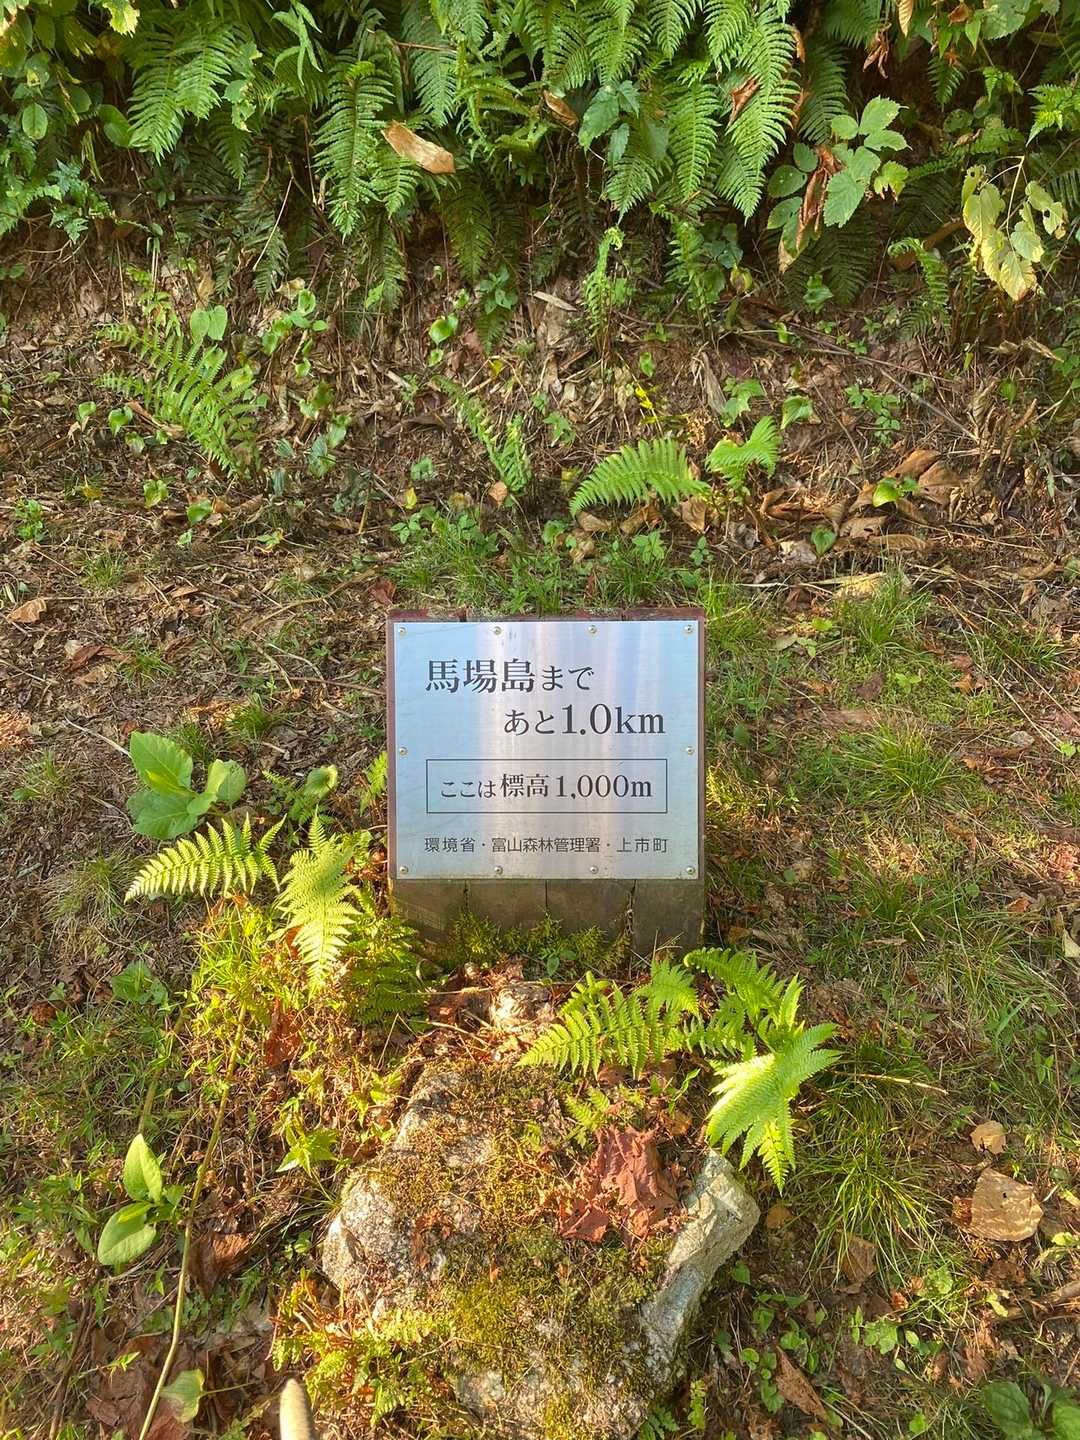 馬場島まで
あと1.0km
ここは標高1,000m
環境省・富山森林管理署・上市町